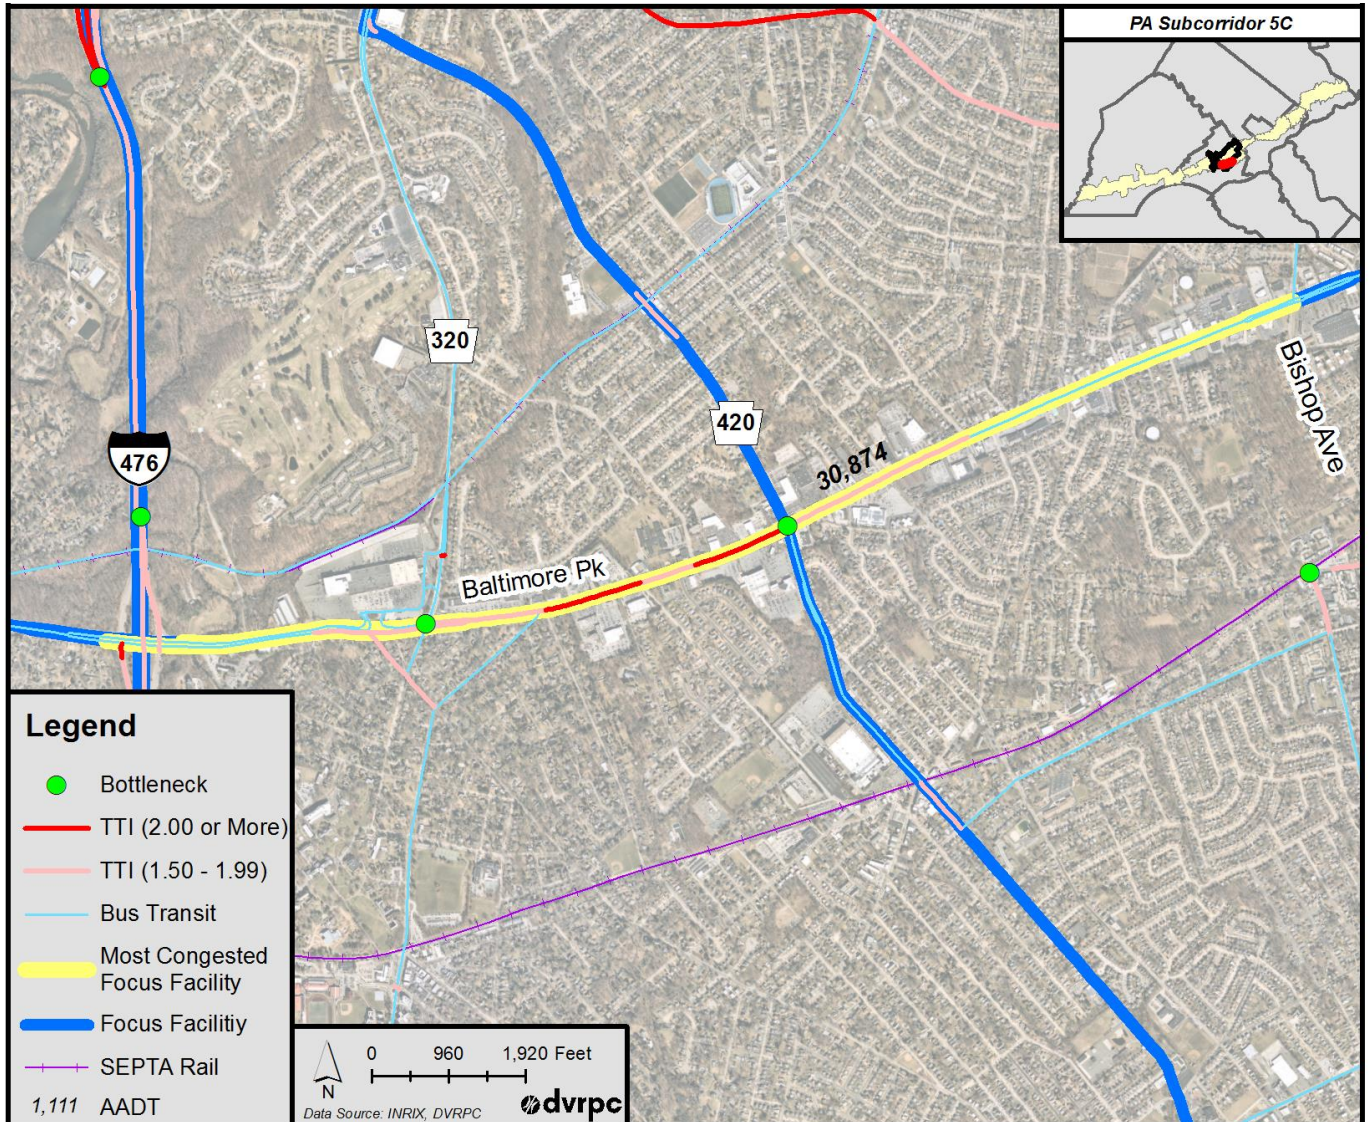 PA Subcorridor 5C
320
420
476
30,874
Baltimore Pk
Bishop Ave
Legend
Bottleneck
TTI (2.00 or More)
TTI (1.50 - 1.99)
Bus Transit
Most Congested
Focus Facility
Focus Facilitiy
SEPTA Rail
1,111 AADT
0 960 1,920 Feet
N
Data Source: INRIX, DVRPC
dvrpc